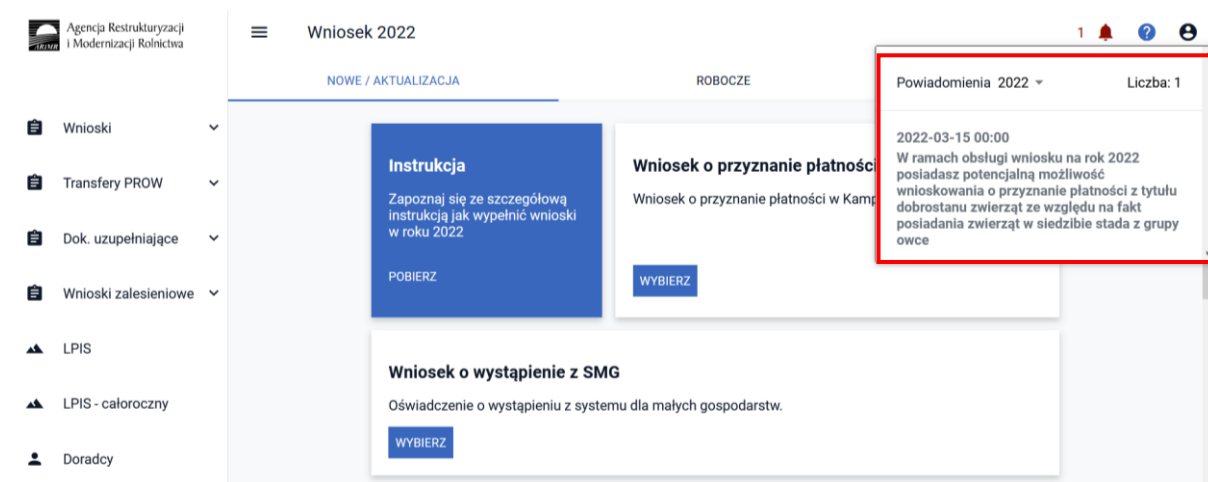 Agencja Restrukturyzacji
i Modernizacji Rolnictwa
ARiMR
Wniosek 2022
1
NOWE / AKTUALIZACJA
ROBOCZE
Wnioski
Transfery PROW
Dok. uzupełniające
Wnioski zalesieniowe
LPIS
LPIS - całoroczny
Doradcy
Instrukcja
Zapoznaj się ze szczegółową
instrukcją jak wypełnić wnioski
w roku 2022
POBIERZ
Wniosek o przyznanie płatności
Wniosek o przyznanie płatności w Kamp
WYBIERZ
Wniosek o wystąpienie z SMG
Oświadczenie o wystąpieniu z systemu dla małych gospodarstw.
WYBIERZ
Powiadomienia 2022
Liczba: 1
2022-03-15 00:00
W ramach obsługi wniosku na rok 2022
posiadasz potencjalną możliwość
wnioskowania o przyznanie płatności z tytułu
dobrostanu zwierząt ze względu na fakt
posiadania zwierząt w siedzibie stada z grupy
owce